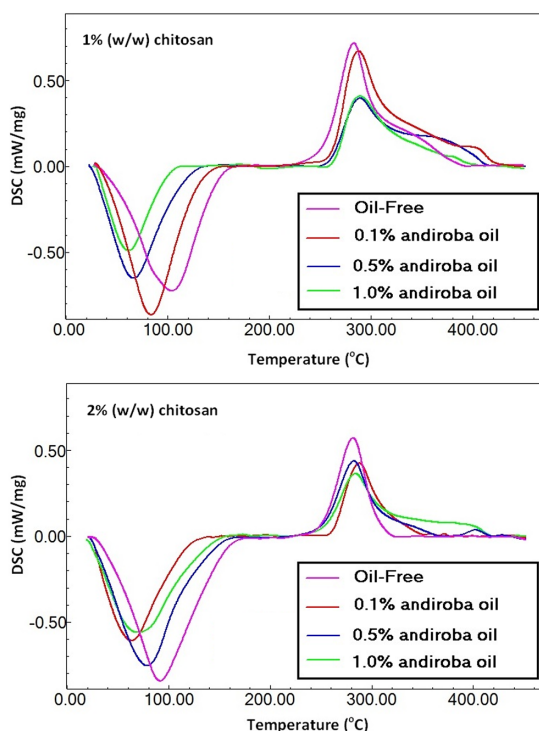 1% (w/w) chitosan
0.50
0.00
-0.50
DSC (mW/mg)
Oil-Free
0.1% andiroba oil
0.5% andiroba oil
1.0% andiroba oil
0.00 100.00 200.00 300.00 400.00
Temperature (°C)
2% (w/w) chitosan
0.50
0.00
-0.50
DSC (mW/mg)
Oil-Free
0.1% andiroba oil
0.5% andiroba oil
1.0% andiroba oil
0.00 100.00 200.00 300.00 400.00
Temperature (°C)